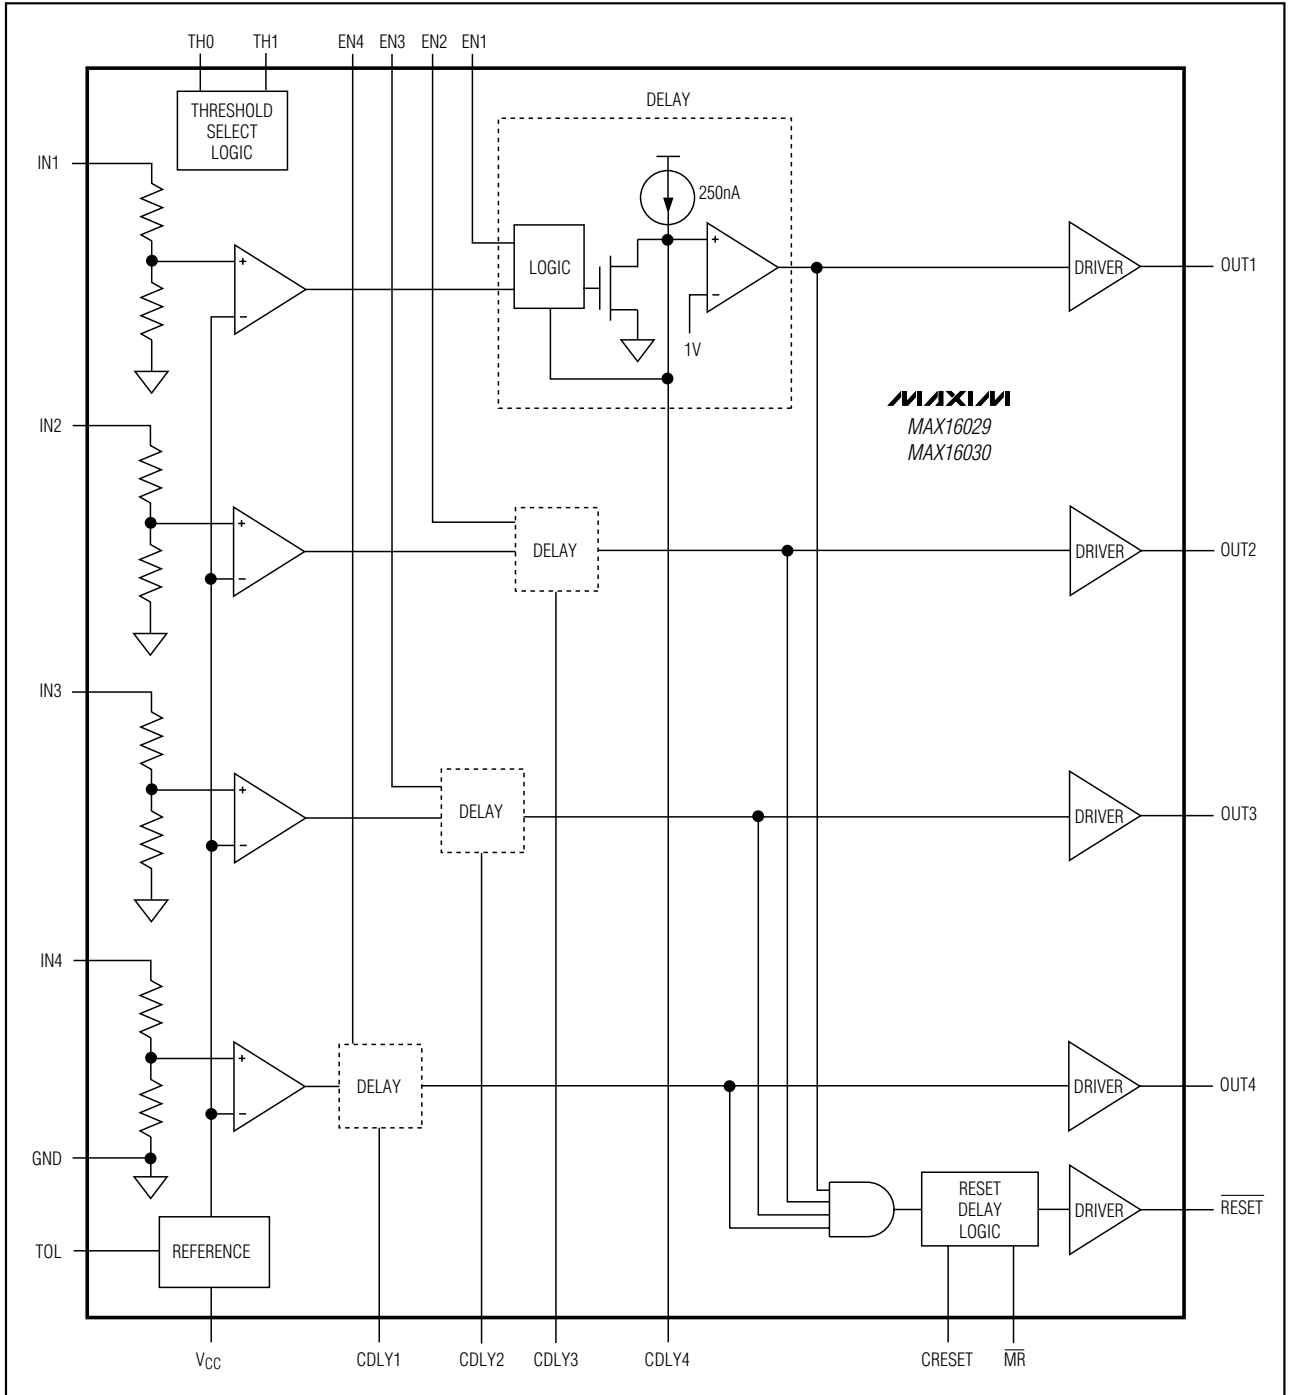 TH0 TH1 EN4 EN3 EN2 EN1
THRESHOLD
SELECT
LOGIC
DELAY
IN1
250nA
+
LOGIC
+
−
−
1V
DRIVER
OUT1
MAXIM
MAX16029
MAX16030
IN2
+
−
DELAY
DRIVER
OUT2
IN3
+
−
DELAY
DRIVER
OUT3
IN4
+
−
DELAY
DRIVER
OUT4
GND
RESET
DELAY
LOGIC
DRIVER
RESET
TOL
REFERENCE
VCC CDLY1 CDLY2 CDLY3 CDLY4 CRESET MR